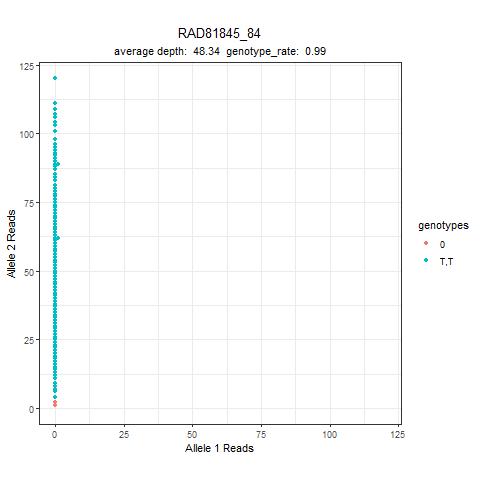 RAD81845_84
average depth:  48.34  genotype_rate:  0.99
125
100
75
50
25
0
Allele 2 Reads
0 25 50 75 100 125
Allele 1 Reads
genotypes
0
T,T